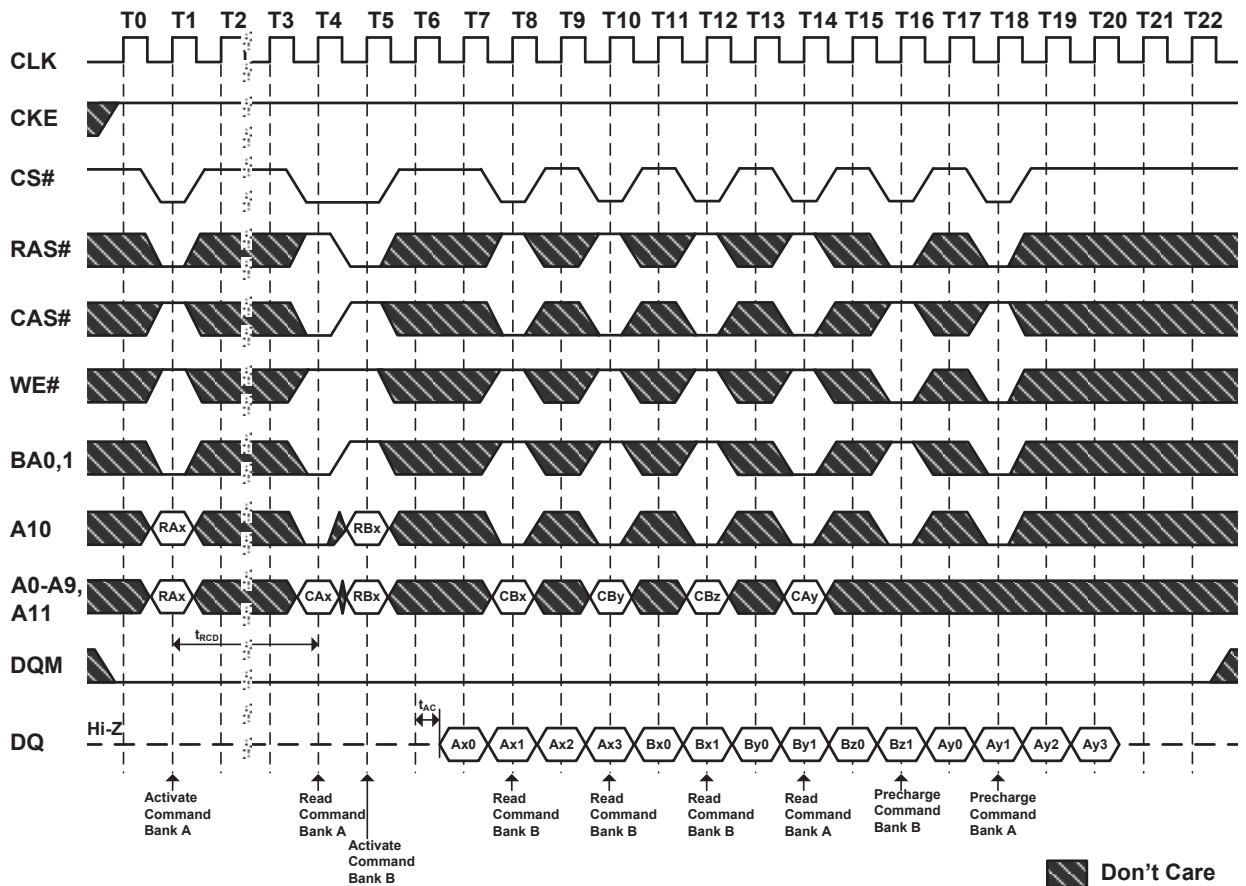 T0 T1 T2 T3 T4 T5 T6 T7 T8 T9 T10 T11 T12 T13 T14 T15 T16 T17 T18 T19 T20 T21 T22
CLK
CKE
CS#
RAS#
CAS#
WE#
BA0,1
A10
RAx RBx
A0-A9,
A11
RAx CAx RBx CBx CBy CBz CAy
tRCD
DQM
tAC
Hi-Z
DQ
Ax0 Ax1 Ax2 Ax3 Bx0 Bx1 By0 By1 Bz0 Bz1 Ay0 Ay1 Ay2 Ay3
Activate
Command
Bank A
Read
Command
Bank A
Activate
Command
Bank B
Read
Command
Bank B
Read
Command
Bank B
Read
Command
Bank B
Read
Command
Bank A
Precharge
Command
Bank B
Precharge
Command
Bank A
Don't Care